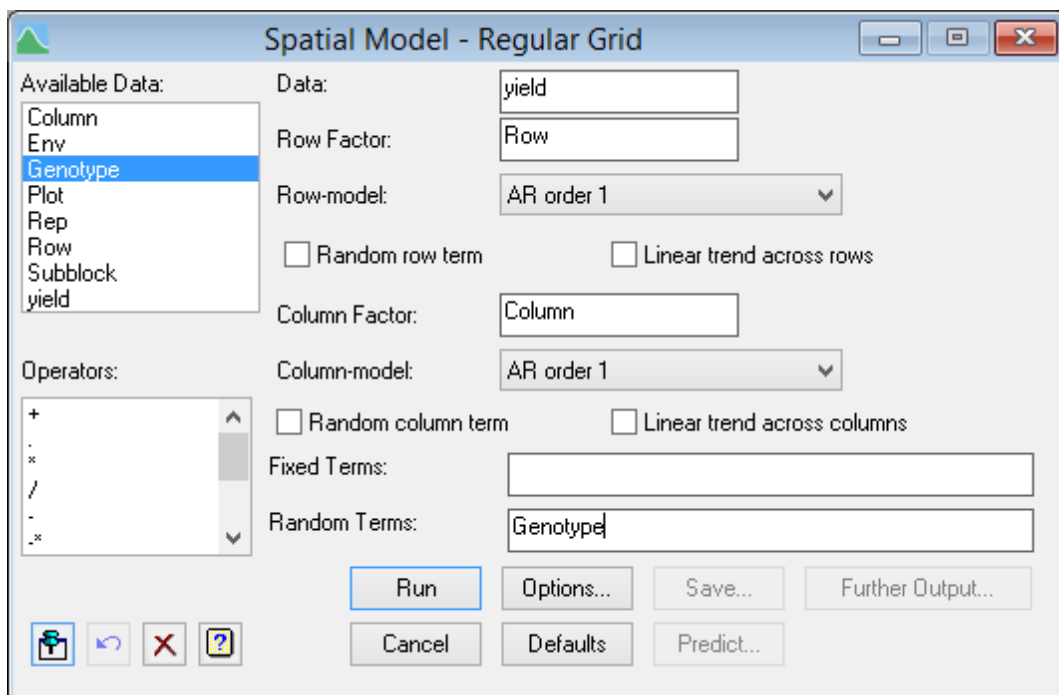 Spatial Model - Regular Grid
Available Data:
Column
Env
Genotype
Plot
Rep
Row
Subblock
yield
Operators:
+
.
*
/
-
-*
Data: yield
Row Factor: Row
Row-model: AR order 1
Random row term Linear trend across rows
Column Factor: Column
Column-model: AR order 1
Random column term Linear trend across columns
Fixed Terms:
Random Terms: Genotype
Run Options... Save... Further Output...
Cancel Defaults Predict...
?